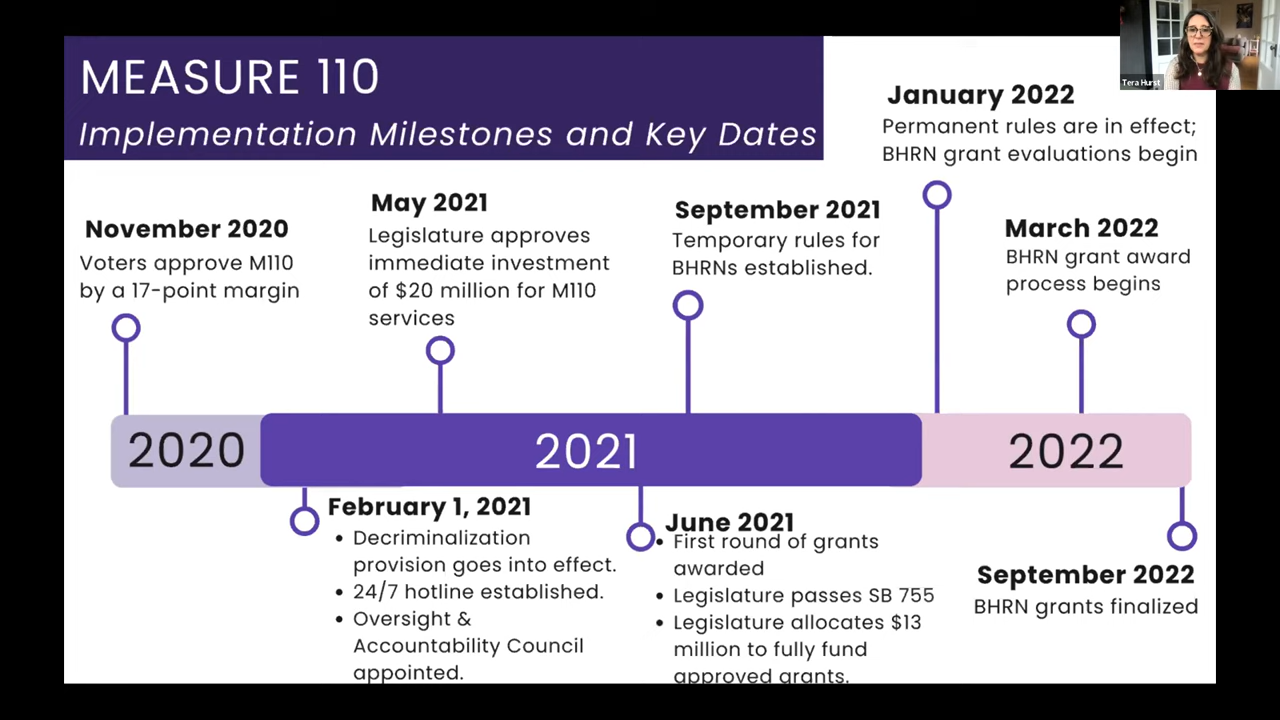 MEASURE 110
Implementation Milestones and Key Dates
Tera Hurst
November 2020
Voters approve M110
by a 17-point margin
May 2021
Legislature approves
immediate investment
of $20 million for M110
services
September 2021
Temporary rules for
BHRNs established.
January 2022
Permanent rules are in effect;
BHRN grant evaluations begin
March 2022
BHRN grant award
process begins
2020
2021
2022
February 1, 2021
• Decriminalization
provision goes into effect.
• 24/7 hotline established.
• Oversight &
Accountability Council
appointed.
June 2021
• First round of grants
awarded
• Legislature passes SB 755
• Legislature allocates $13
million to fully fund
approved grants.
September 2022
BHRN grants finalized